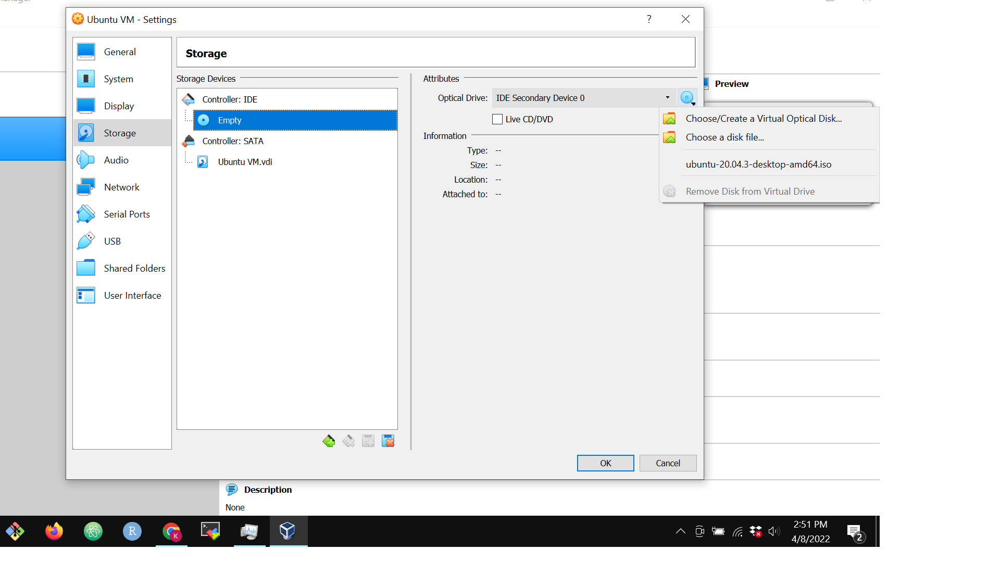 Ubuntu VM - Settings
?
General
System
Display
Storage
Audio
Network
Serial Ports
USB
Shared Folders
User Interface
Storage
Storage Devices
Controller: IDE
Empty
Controller: SATA
Ubuntu VM.vdi
Attributes
Optical Drive: IDE Secondary Device 0
Live CD/DVD
Information
Type: --
Size: --
Location: --
Attached to: --
Choose/Create a Virtual Optical Disk...
Choose a disk file...
ubuntu-20.04.3-desktop-amd64.iso
Remove Disk from Virtual Drive
Preview
OK
Cancel
Description
None
R
K
2:51 PM
4/8/2022
2